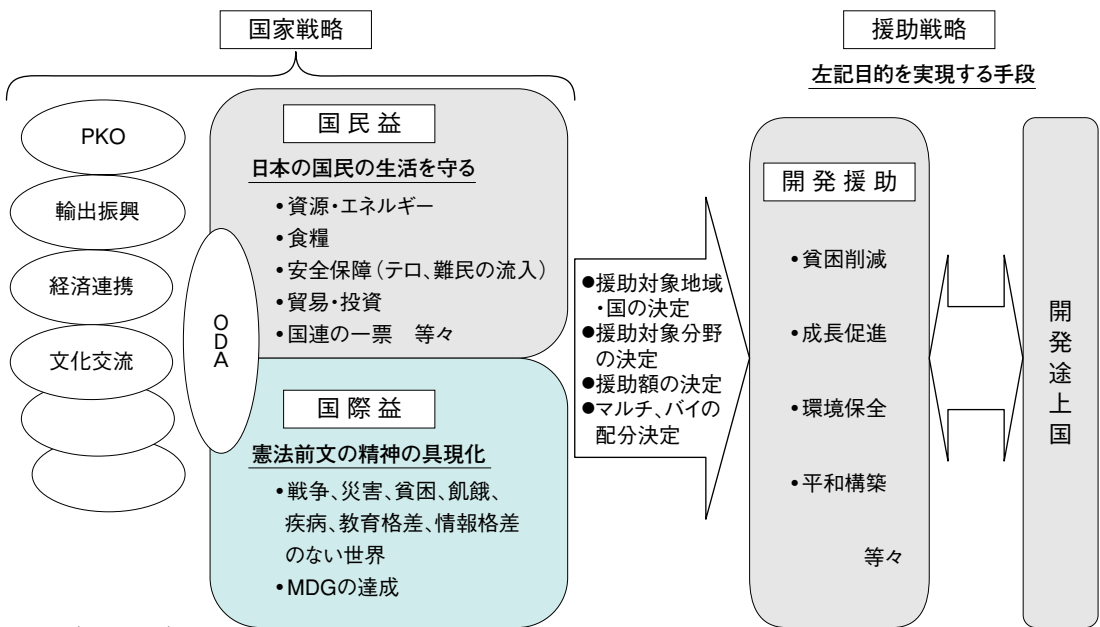 国家戦略
援助戦略
左記目的を実現する手段
PKO
輸出振興
経済連携
文化交流
ODA
国民益
日本の国民の生活を守る
•資源・エネルギー
•食糧
•安全保障（テロ、難民の流入）
•貿易・投資
•国連の一票　等々
国際益
憲法前文の精神の具現化
•戦争、災害、貧困、飢餓、
疾病、教育格差、情報格差
のない世界
•MDGの達成
●援助対象地域
・国の決定
●援助対象分野
の決定
●援助額の決定
●マルチ、バイの
配分決定
開発援助
•貧困削減
•成長促進
•環境保全
•平和構築
等々
開発途上国